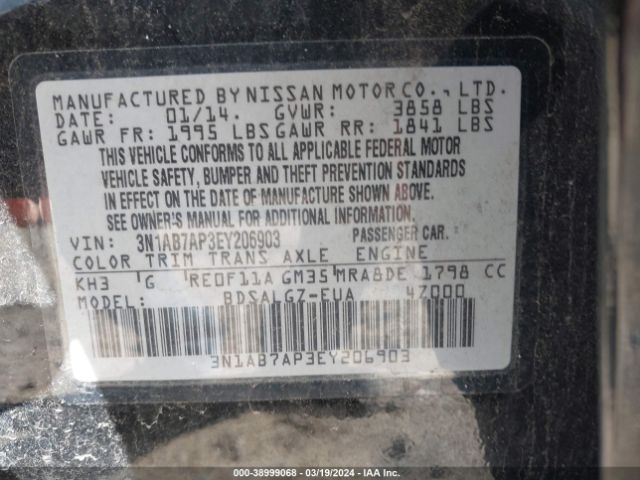 MANUFACTURED BY NISSAN MOTOR CO., LTD.
DATE: 01/14. GVWR: 3858 LBS
GAWR FR: 1995 LBS GAWR RR: 1841 LBS
THIS VEHICLE CONFORMS TO ALL APPLICABLE FEDERAL MOTOR
VEHICLE SAFETY, BUMPER AND THEFT PREVENTION STANDARDS
IN EFFECT ON THE DATE OF MANUFACTURE SHOWN ABOVE.
SEE OWNER'S MANUAL FOR ADDITIONAL INFORMATION.
VIN: 3N1AB7AP3EY206903 PASSENGER CAR.
COLOR TRIM TRANS AXLE ENGINE
KH3 G RE0F11A GM35 MRA8DE 1798 CC
MODEL: BDSALGZ-EUA 4Z000
3N1AB7AP3EY206903
000-38999068 - 03/19/2024 - IAA Inc.